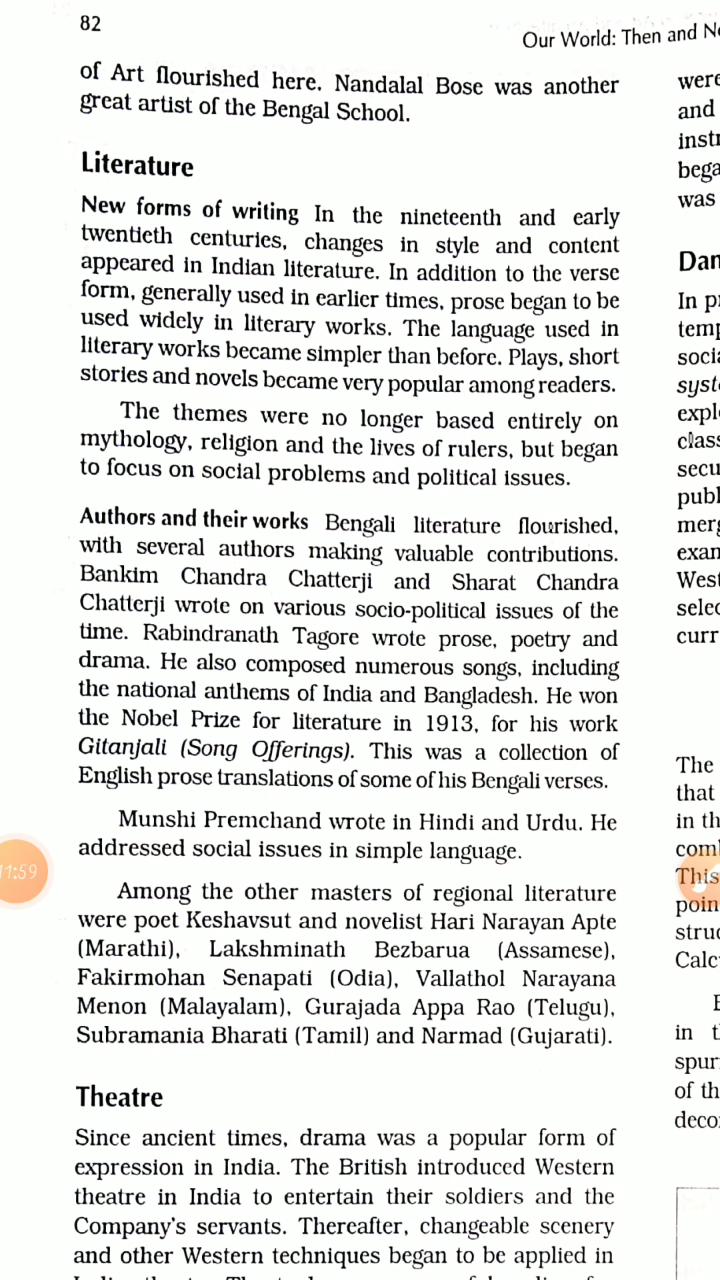 82
Our World: Then and
of Art flourished here. Nandalal Bose was another
great artist of the Bengal School.
Literature
New forms of writing In the nineteenth and early
twentieth centuries, changes in style and content
appeared in Indian literature. In addition to the verse
form, generally used in earlier times, prose began to be
used widely in literary works. The language used in
literary works became simpler than before. Plays, short
stories and novels became very popular among readers.
The themes were no longer based entirely on
mythology, religion and the lives of rulers, but began
to focus on social problems and political issues.
Authors and their works Bengali literature flourished,
with several authors making valuable contributions.
Bankim Chandra Chatterji and Sharat Chandra
Chatterji wrote on various socio-political issues of the
time. Rabindranath Tagore wrote prose, poetry and
drama. He also composed numerous songs, including
the national anthems of India and Bangladesh. He won
the Nobel Prize for literature in 1913, for his work
Gitanjali (Song Offerings). This was a collection of
English prose translations of some of his Bengali verses.
Munshi Premchand wrote in Hindi and Urdu. He
addressed social issues in simple language.
11:59
Among the other masters of regional literature
were poet Keshavsut and novelist Hari Narayan Apte
(Marathi), Lakshminath Bezbarua (Assamese),
Fakirmohan Senapati (Odia), Vallathol Narayana
Menon (Malayalam), Gurajada Appa Rao (Telugu),
Subramania Bharati (Tamil) and Narmad (Gujarati).
Theatre
Since ancient times, drama was a popular form of
expression in India. The British introduced Western
theatre in India to entertain their soldiers and the
Company's servants. Thereafter, changeable scenery
and other Western techniques began to be applied in
were
and
was
In
The
that
in
This
in
of